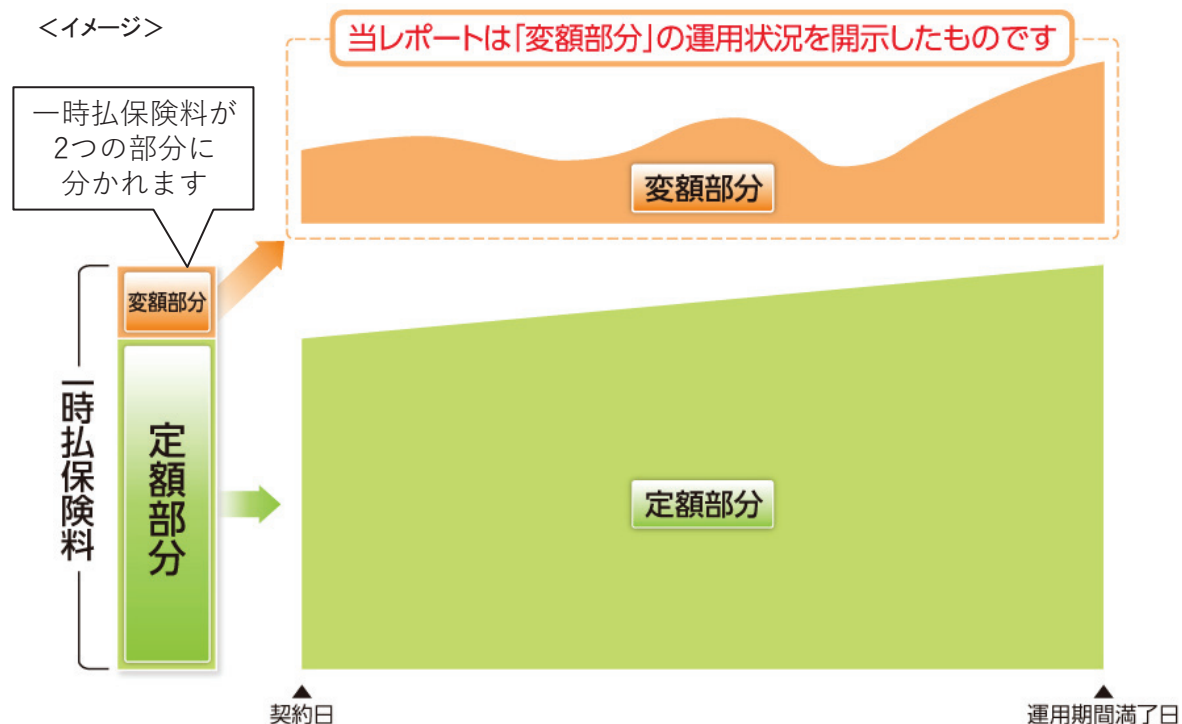 ＜イメージ＞
当レポートは「変額部分」の運用状況を開示したものです
一時払保険料が
2つの部分に
分かれます
変額部分
変額部分
一時払保険料
定額部分
定額部分
▲
契約日
▲
運用期間満了日